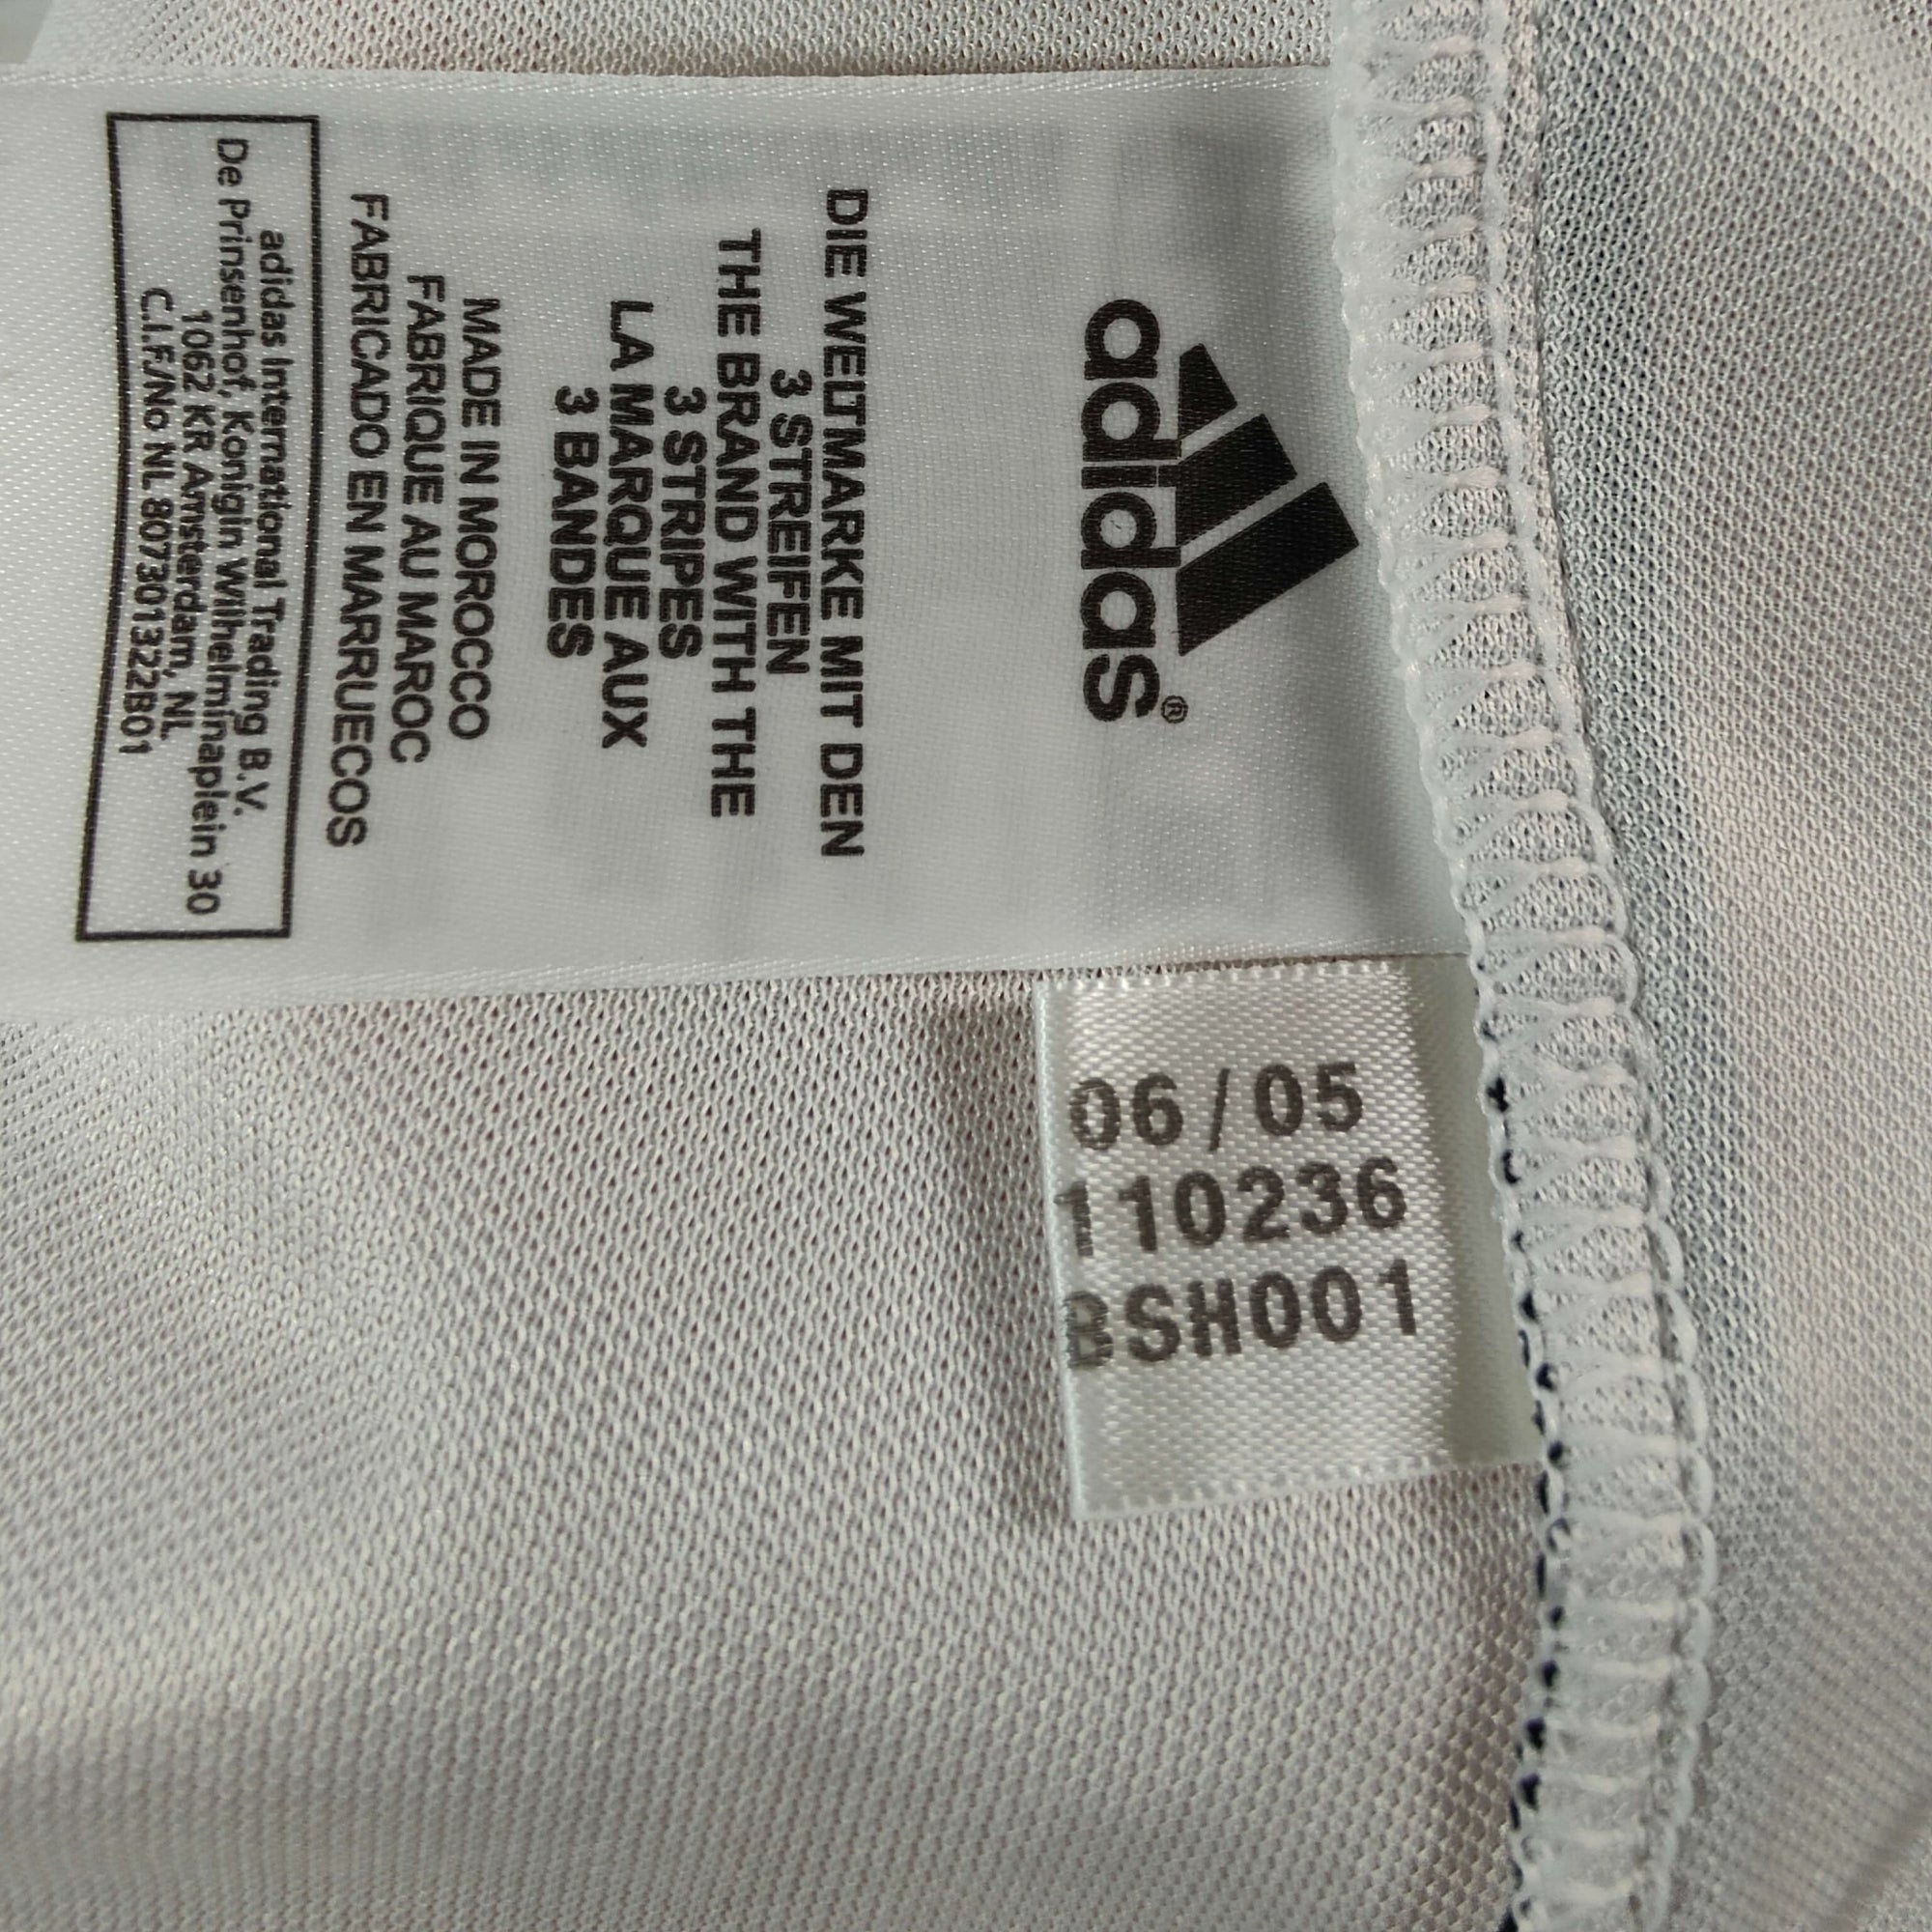 adidas®
DIE WELTMARKE MIT DEN
3 STREIFEN
THE BRAND WITH THE
3 STRIPES
LA MARQUE AUX
3 BANDES
MADE IN MOROCCO
FABRIQUE AU MAROC
FABRICADO EN MARRUECOS
adidas International Trading B.V.
De Prinsenhof, Konigin Wilhelminaplein 30
1062 KR Amsterdam, NL
C.I.F./No NL 807301322B01
06/05
110236
BSH001